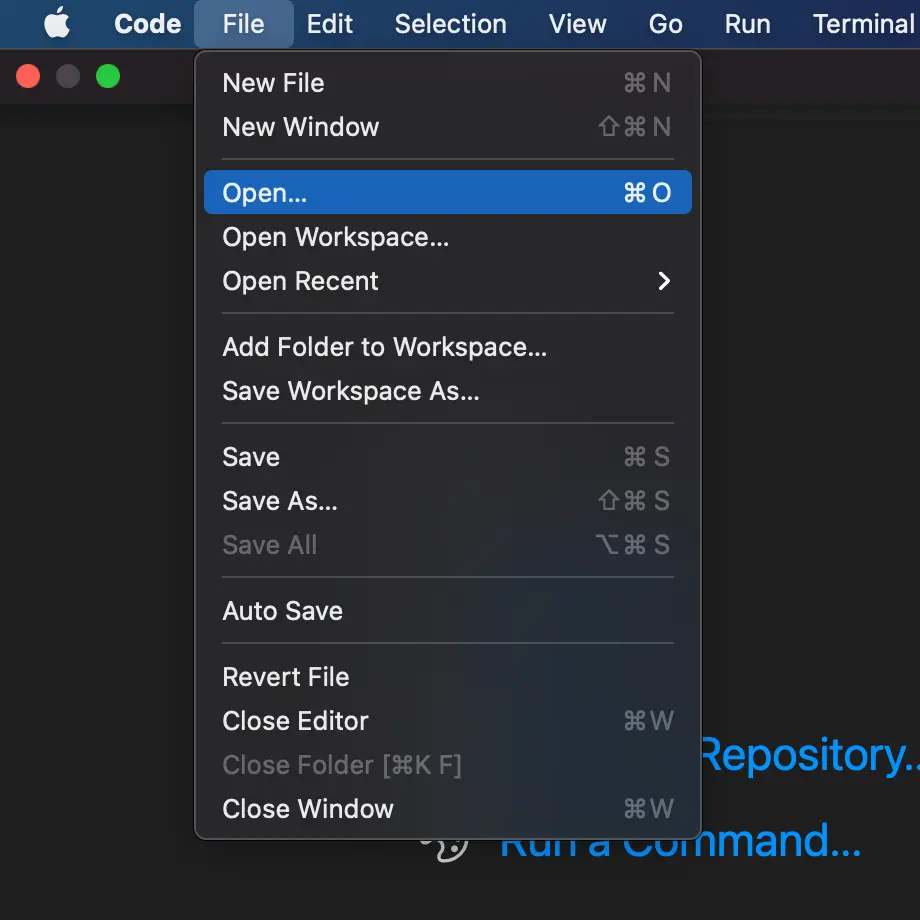 Code File Edit Selection View Go Run Terminal
New File ⌘ N
New Window ⇧⌘ N
Open... ⌘ O
Open Workspace...
Open Recent
Add Folder to Workspace...
Save Workspace As...
Save ⌘ S
Save As... ⇧⌘ S
Save All ⌥⌘ S
Auto Save
Revert File
Close Editor ⌘W
Close Folder [⌘K F]
Close Window ⌘W
Repository...
Run a Command...